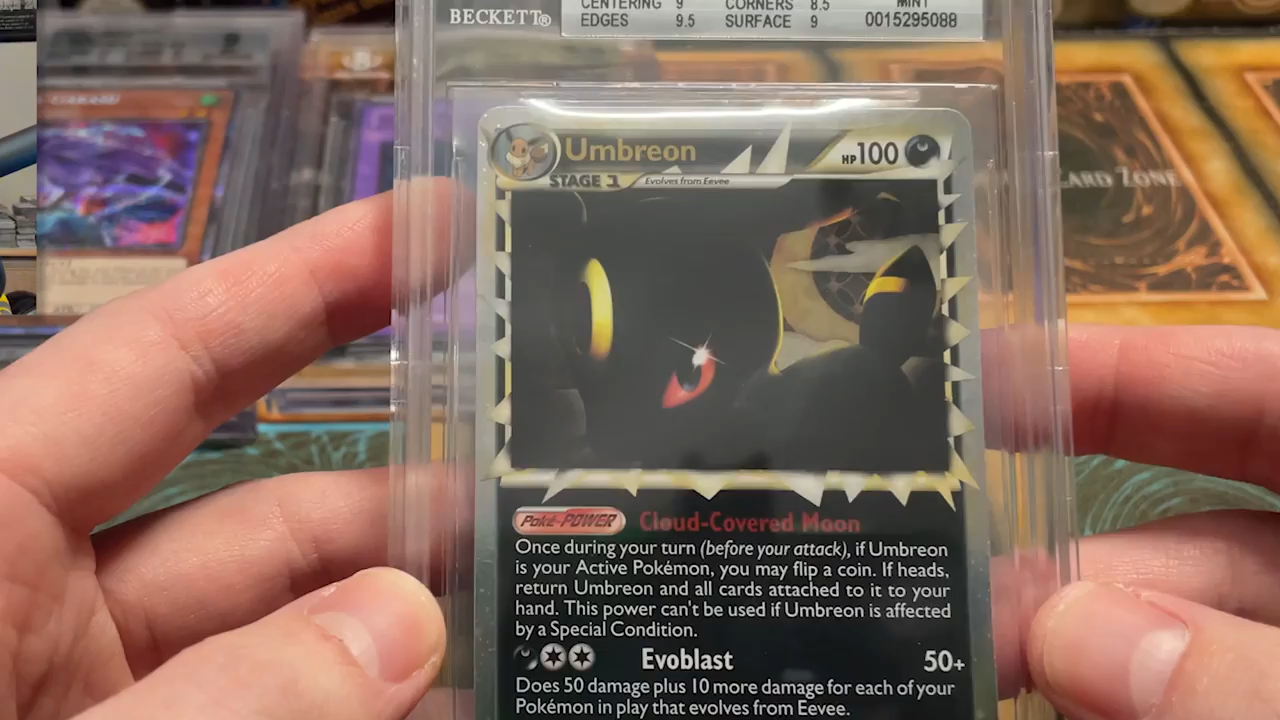 CENTERING 9 CORNERS 8.5 MINT
BECKETT® EDGES 9.5 SURFACE 9 0015295088
Umbreon HP100
STAGE 1 Evolves from Eevee
CARD ZONE
Poké-POWER Cloud-Covered Moon
Once during your turn (before your attack), if Umbreon
is your Active Pokémon, you may flip a coin. If heads,
return Umbreon and all cards attached to it to your
hand. This power can't be used if Umbreon is affected
by a Special Condition.
Evoblast 50+
Does 50 damage plus 10 more damage for each of your
Pokémon in play that evolves from Eevee.